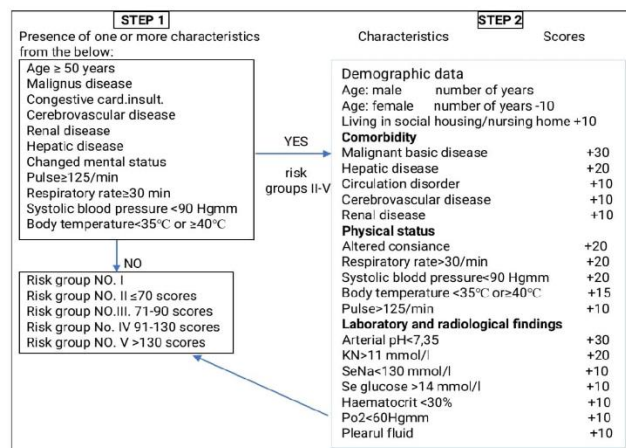 STEP 1
Presence of one or more characteristics
from the below:
Age ≥ 50 years
Malignus disease
Congestive card.insult.
Cerebrovascular disease
Renal disease
Hepatic disease
Changed mental status
Pulse≥125/min
Respiratory rate≥30 min
Systolic blood pressure <90 Hgmm
Body temperature<35°C or ≥40°C
NO
Risk group NO. I
Risk group NO. II ≤70 scores
Risk group NO.III. 71-90 scores
Risk group No. IV 91-130 scores
Risk group NO. V >130 scores
YES
risk
groups II-V
STEP 2
Characteristics Scores
Demographic data
Age: male number of years
Age: female number of years -10
Living in social housing/nursing home +10
Comorbidity
Malignant basic disease +30
Hepatic disease +20
Circulation disorder +10
Cerebrovascular disease +10
Renal disease +10
Physical status
Altered consiance +20
Respiratory rate>30/min +20
Systolic blodd pressure<90 Hgmm +20
Body temperature <35°C or≥40°C +15
Pulse>125/min +10
Laboratory and radiological findings
Arterial pH<7,35 +30
KN>11 mmol/l +20
SeNa<130 mmol/l +10
Se glucose >14 mmol/l +10
Haematocrit <30% +10
Po2<60Hgmm +10
Plearul fluid +10